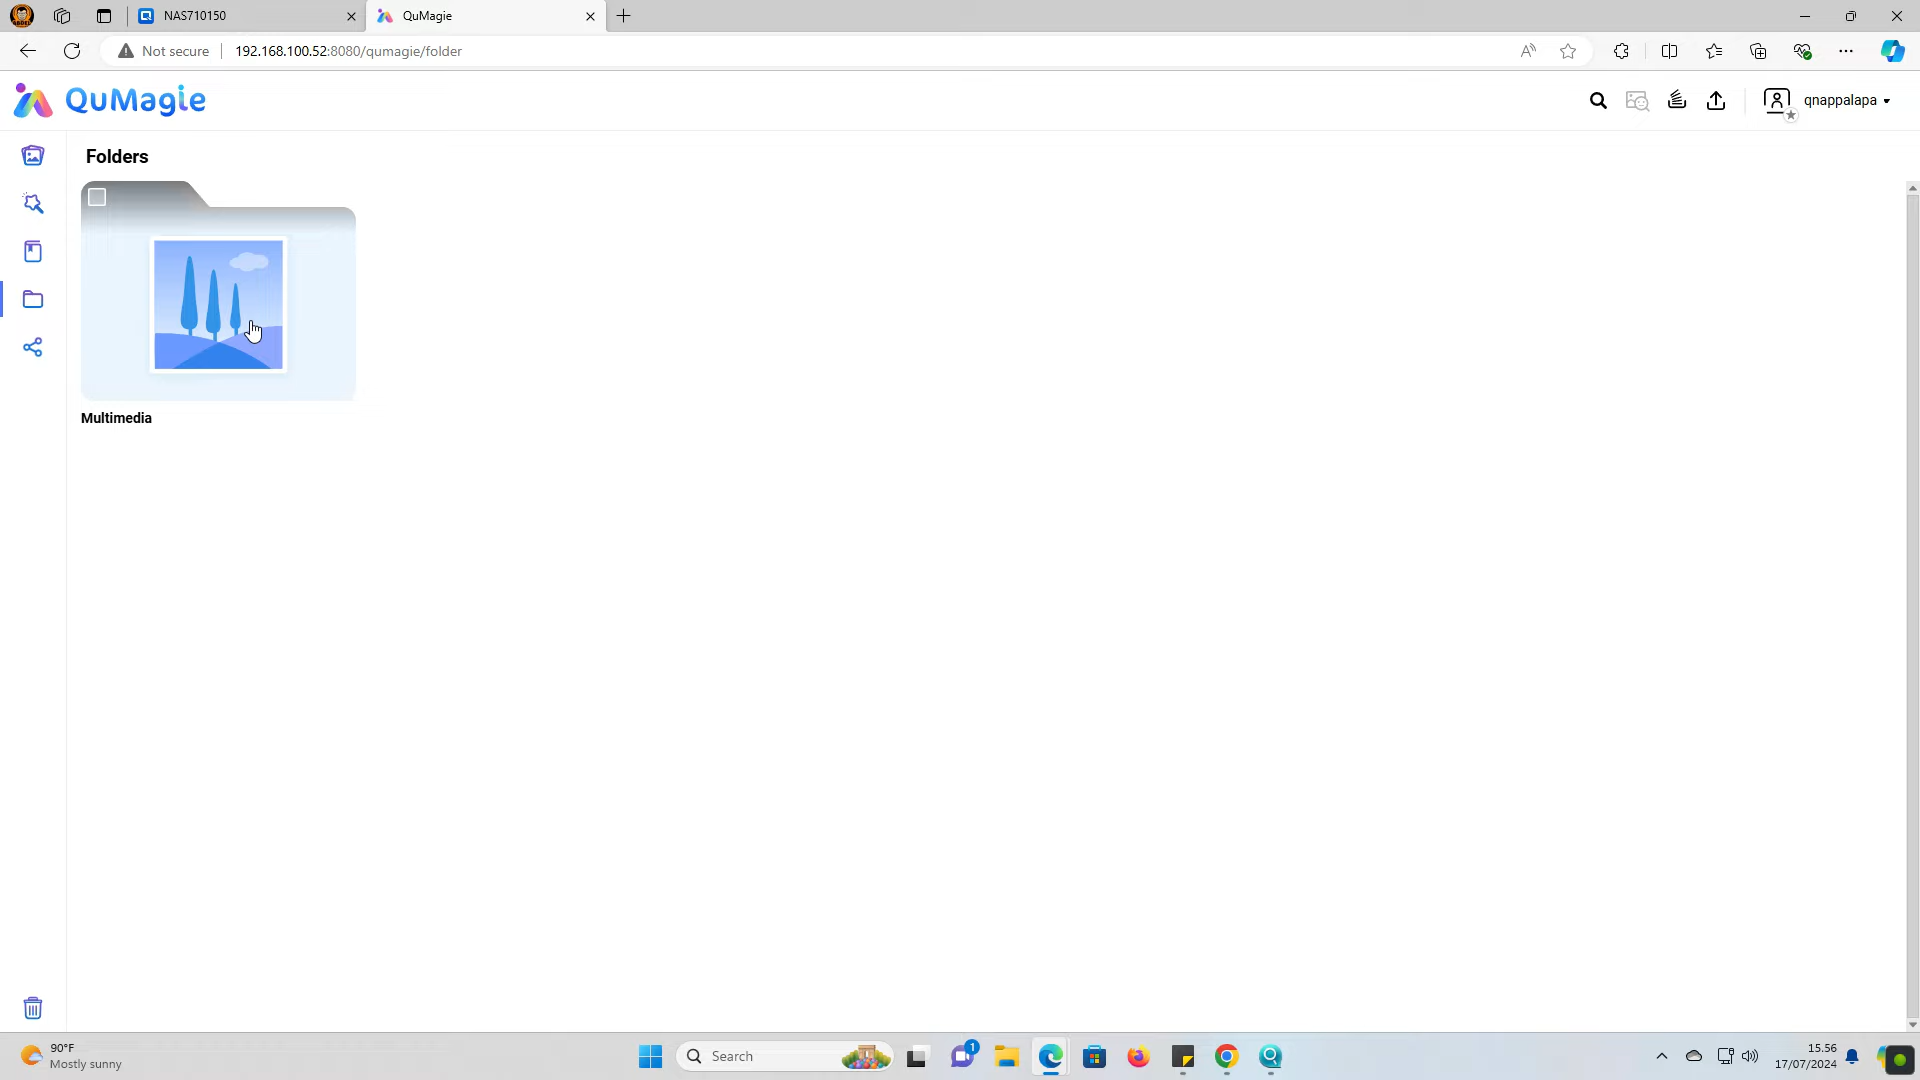 NAS710150
QuMagie
Not secure
192.168.100.52:8080/qumagie/folder
QuMagie
qnappalapa
Folders
Multimedia
90°F
Mostly sunny
Search
1
15.56
17/07/2024